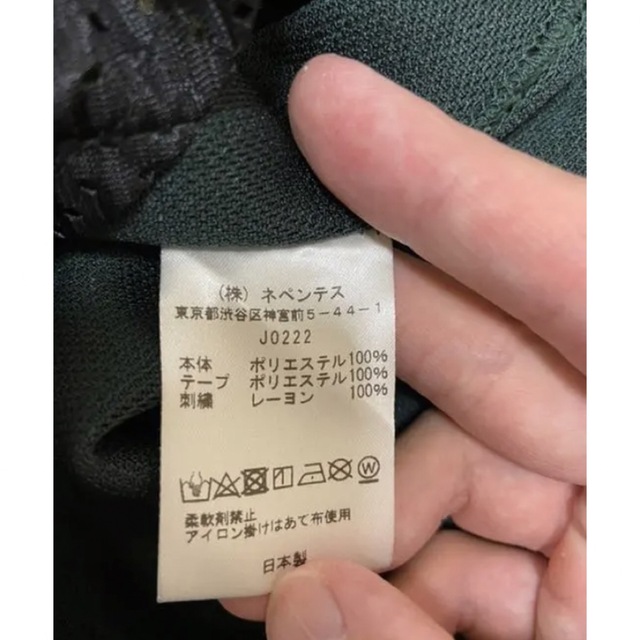 (株) ネペンテス
東京都渋谷区神宮前5-44-1
J0222
本体 ポリエステル100%
テープ ポリエステル100%
刺繍 レーヨン 100%
W
柔軟剤禁止
アイロン掛けはあて布使用
日本製